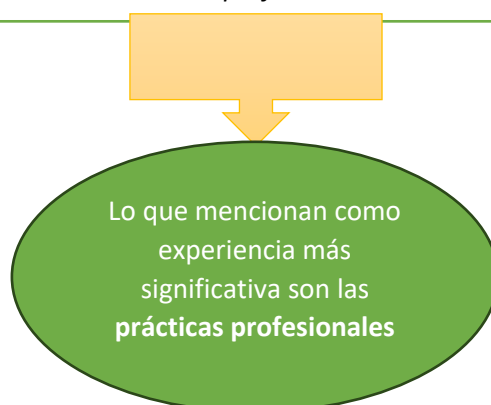 Lo que mencionan como
experiencia más
significativa son las
prácticas profesionales